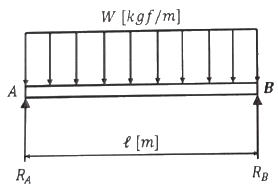 W [kgf/m]
A B
ℓ [m]
R_A R_B